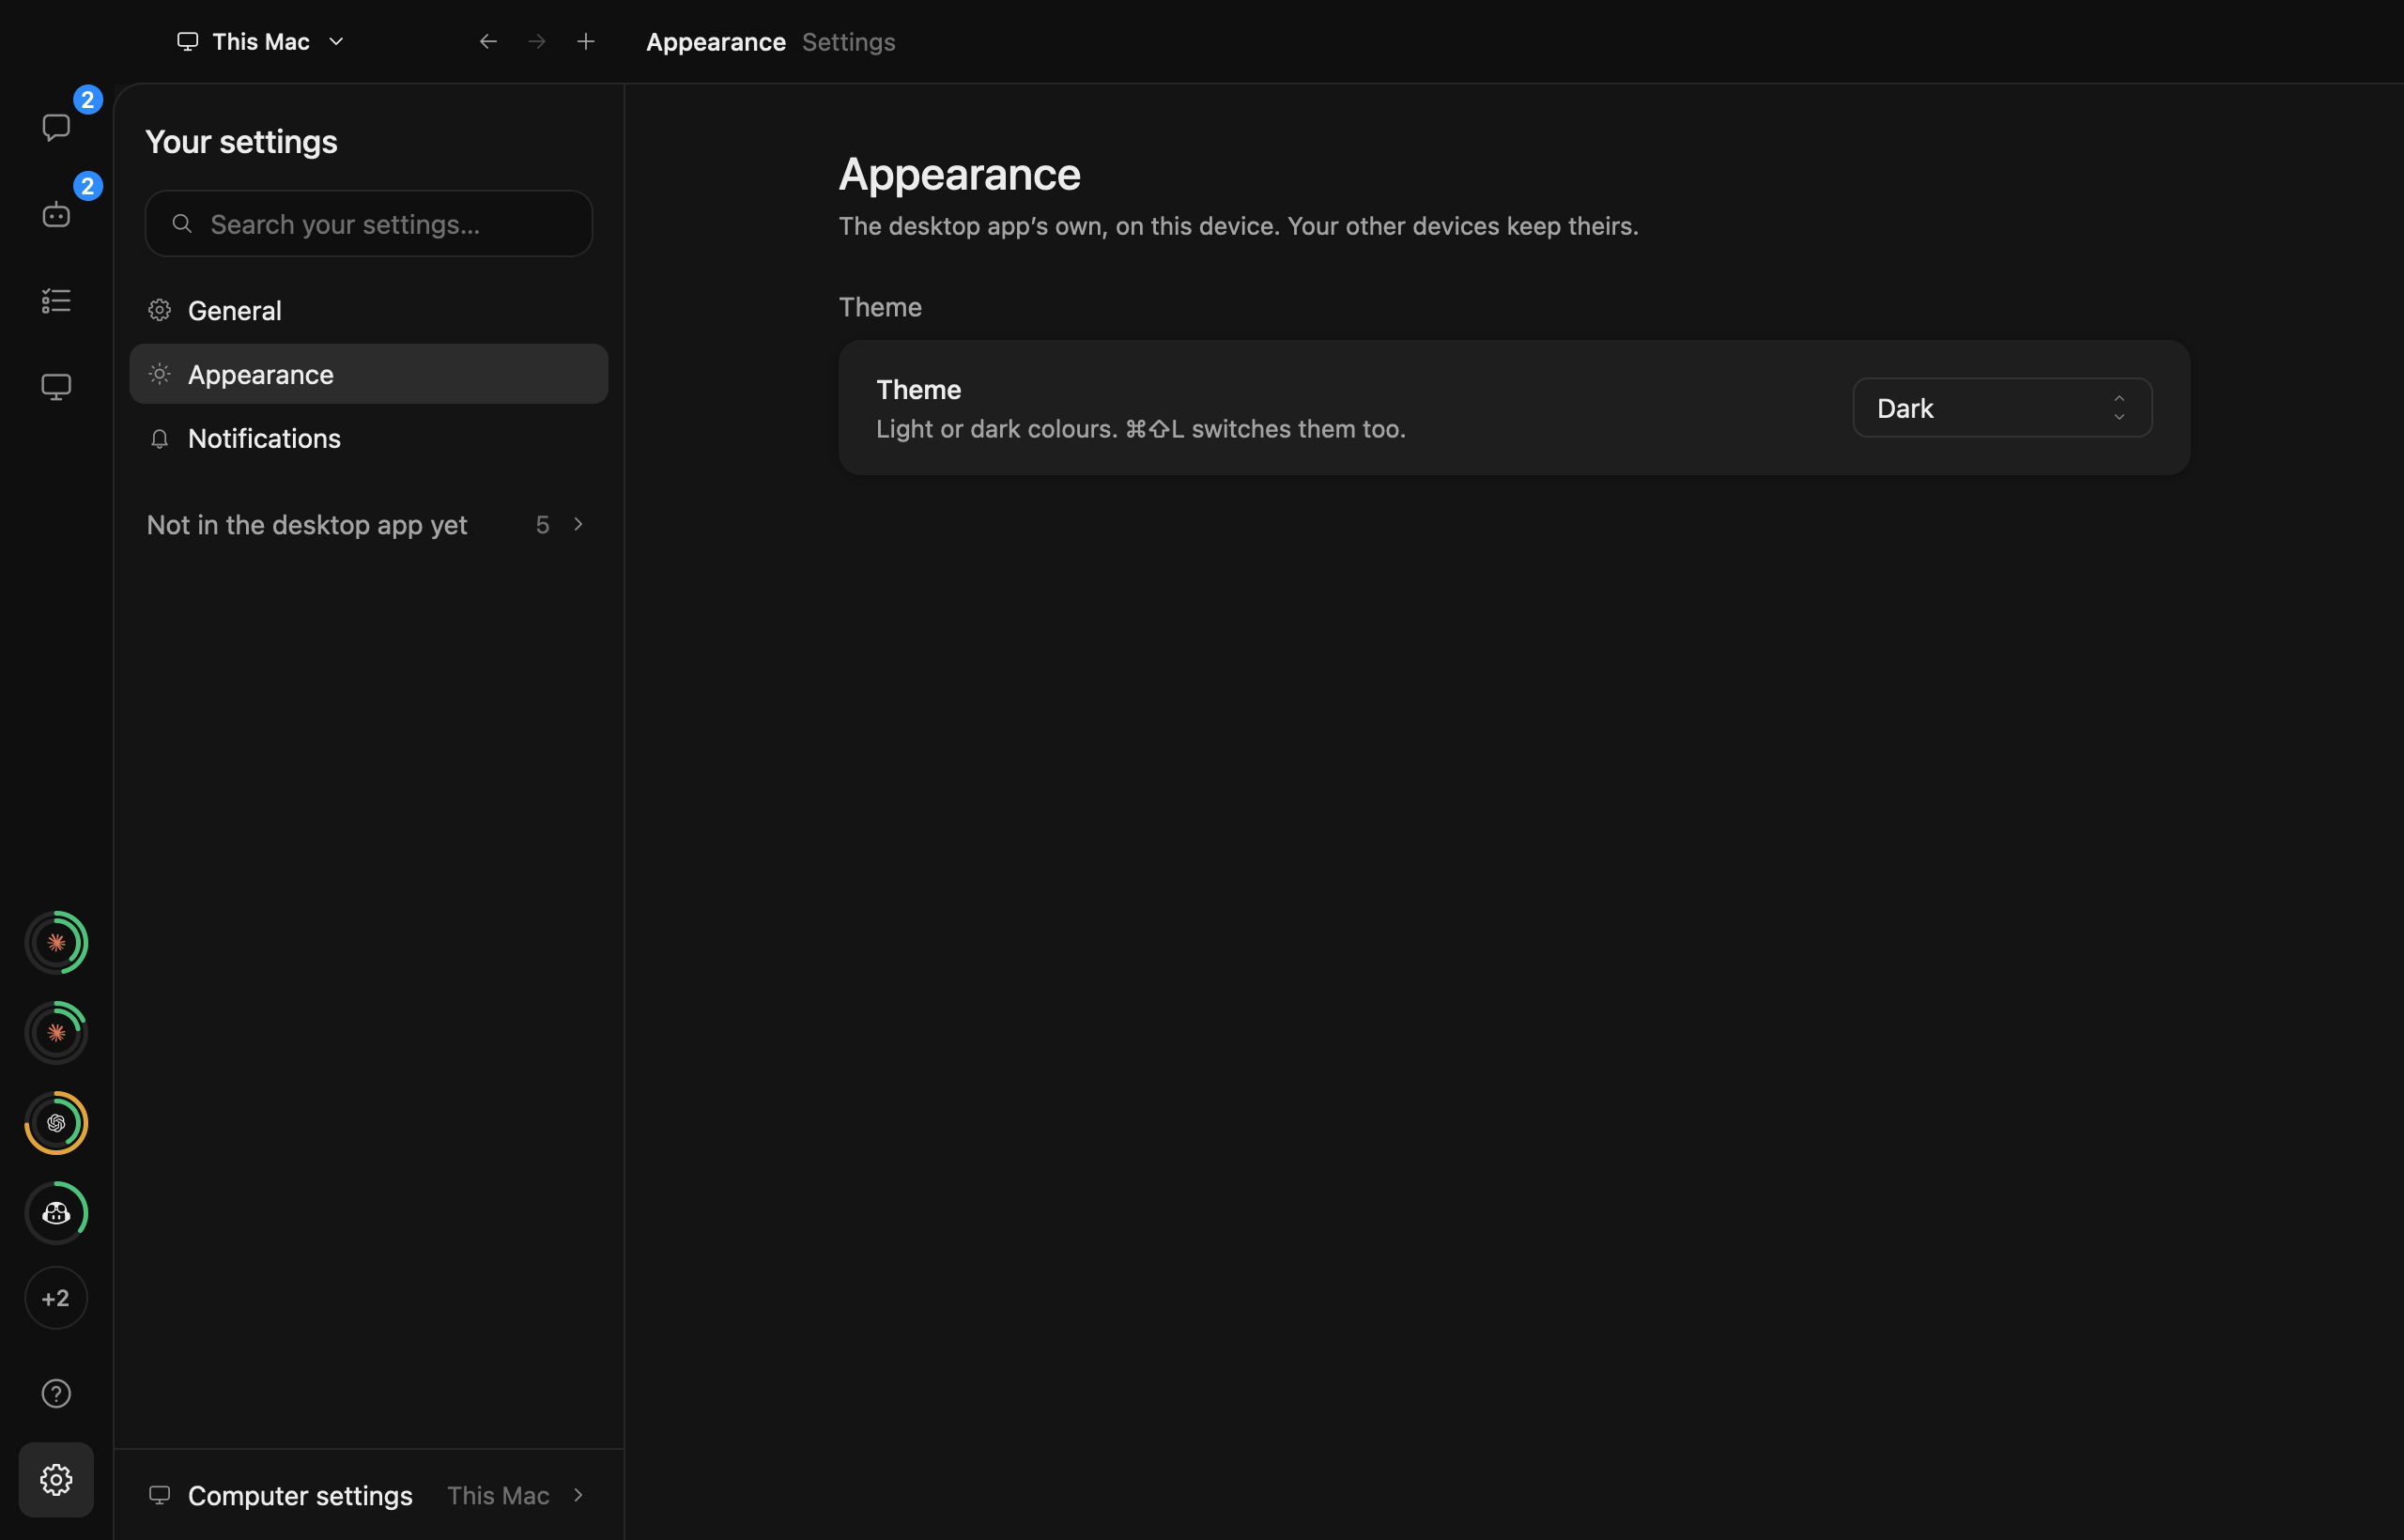 This Mac
Appearance Settings
2
2
Your settings
Search your settings...
General
Appearance
Notifications
Not in the desktop app yet 5
Appearance
The desktop app’s own, on this device. Your other devices keep theirs.
Theme
Theme
Light or dark colours. ⌘⇧L switches them too.
Dark
+2
?
Computer settings This Mac